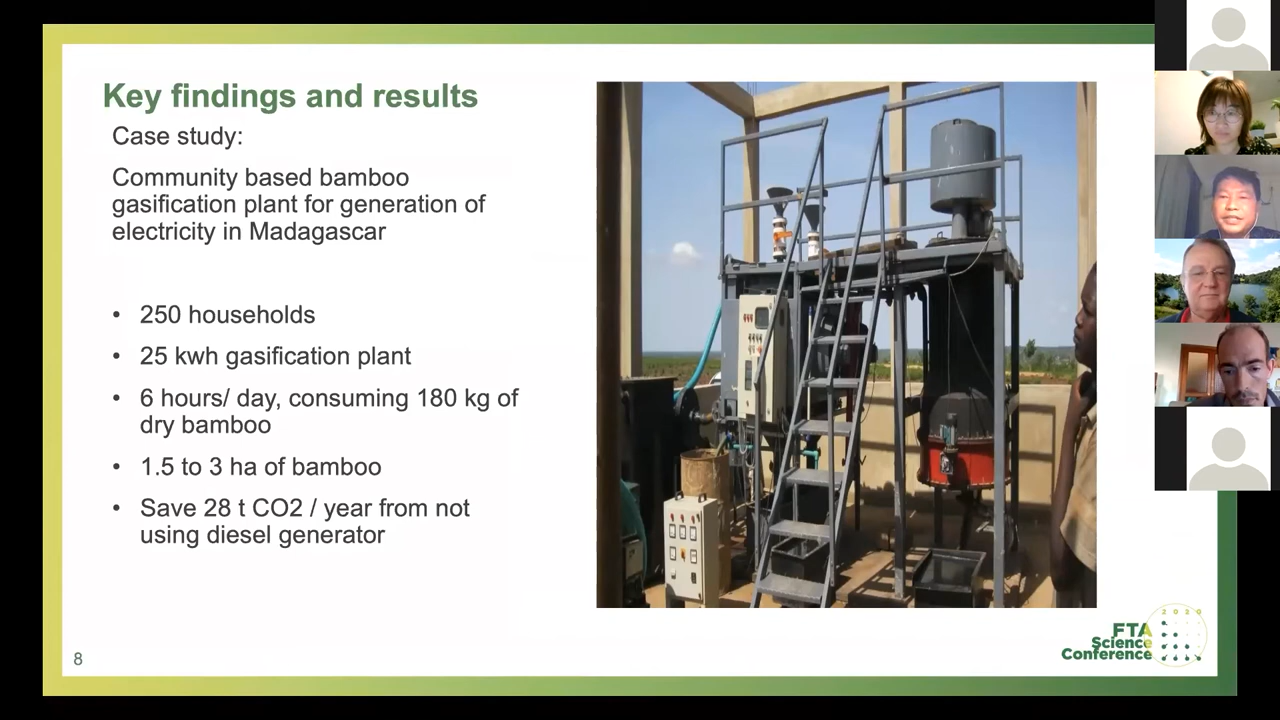 Key findings and results
Case study:
Community based bamboo
gasification plant for generation of
electricity in Madagascar
• 250 households
• 25 kwh gasification plant
• 6 hours/ day, consuming 180 kg of
dry bamboo
• 1.5 to 3 ha of bamboo
• Save 28 t CO2 / year from not
using diesel generator
8
2020
FTA
Science
Conference